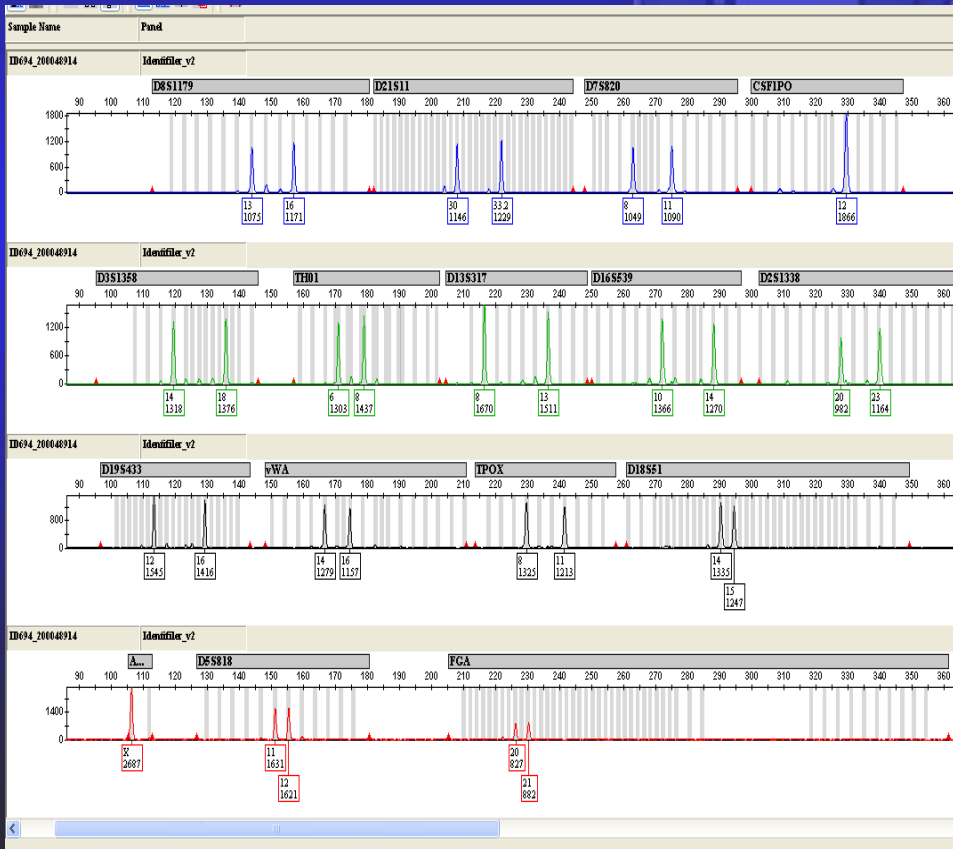 Sample Name Panel
ID694_200048914 Identifiler_v2
D8S1179 D21S11 D7S820 CSF1PO
90 100 110 120 130 140 150 160 170 180 190 200 210 220 230 240 250 260 270 280 290 300 310 320 330 340 350 360
1800
1200
600
0
13 16 30 33.2 8 11 12
1075 1171 1146 1229 1049 1090 1866
ID694_200048914 Identifiler_v2
D3S1358 TH01 D13S317 D16S539 D2S1338
90 100 110 120 130 140 150 160 170 180 190 200 210 220 230 240 250 260 270 280 290 300 310 320 330 340 350 360
1200
600
0
14 18 6 8 8 13 10 14 20 23
1318 1376 1303 1437 1670 1511 1366 1270 982 1164
ID694_200048914 Identifiler_v2
D19S433 vWA TPOX D18S51
90 100 110 120 130 140 150 160 170 180 190 200 210 220 230 240 250 260 270 280 290 300 310 320 330 340 350 360
800
0
12 16 14 16 8 11 14
1545 1416 1279 1157 1325 1213 1335
15
1247
ID694_200048914 Identifiler_v2
A... D5S818 FGA
90 100 110 120 130 140 150 160 170 180 190 200 210 220 230 240 250 260 270 280 290 300 310 320 330 340 350 360
1400
0
X 11 20
2687 1631 827
12 21
1621 882